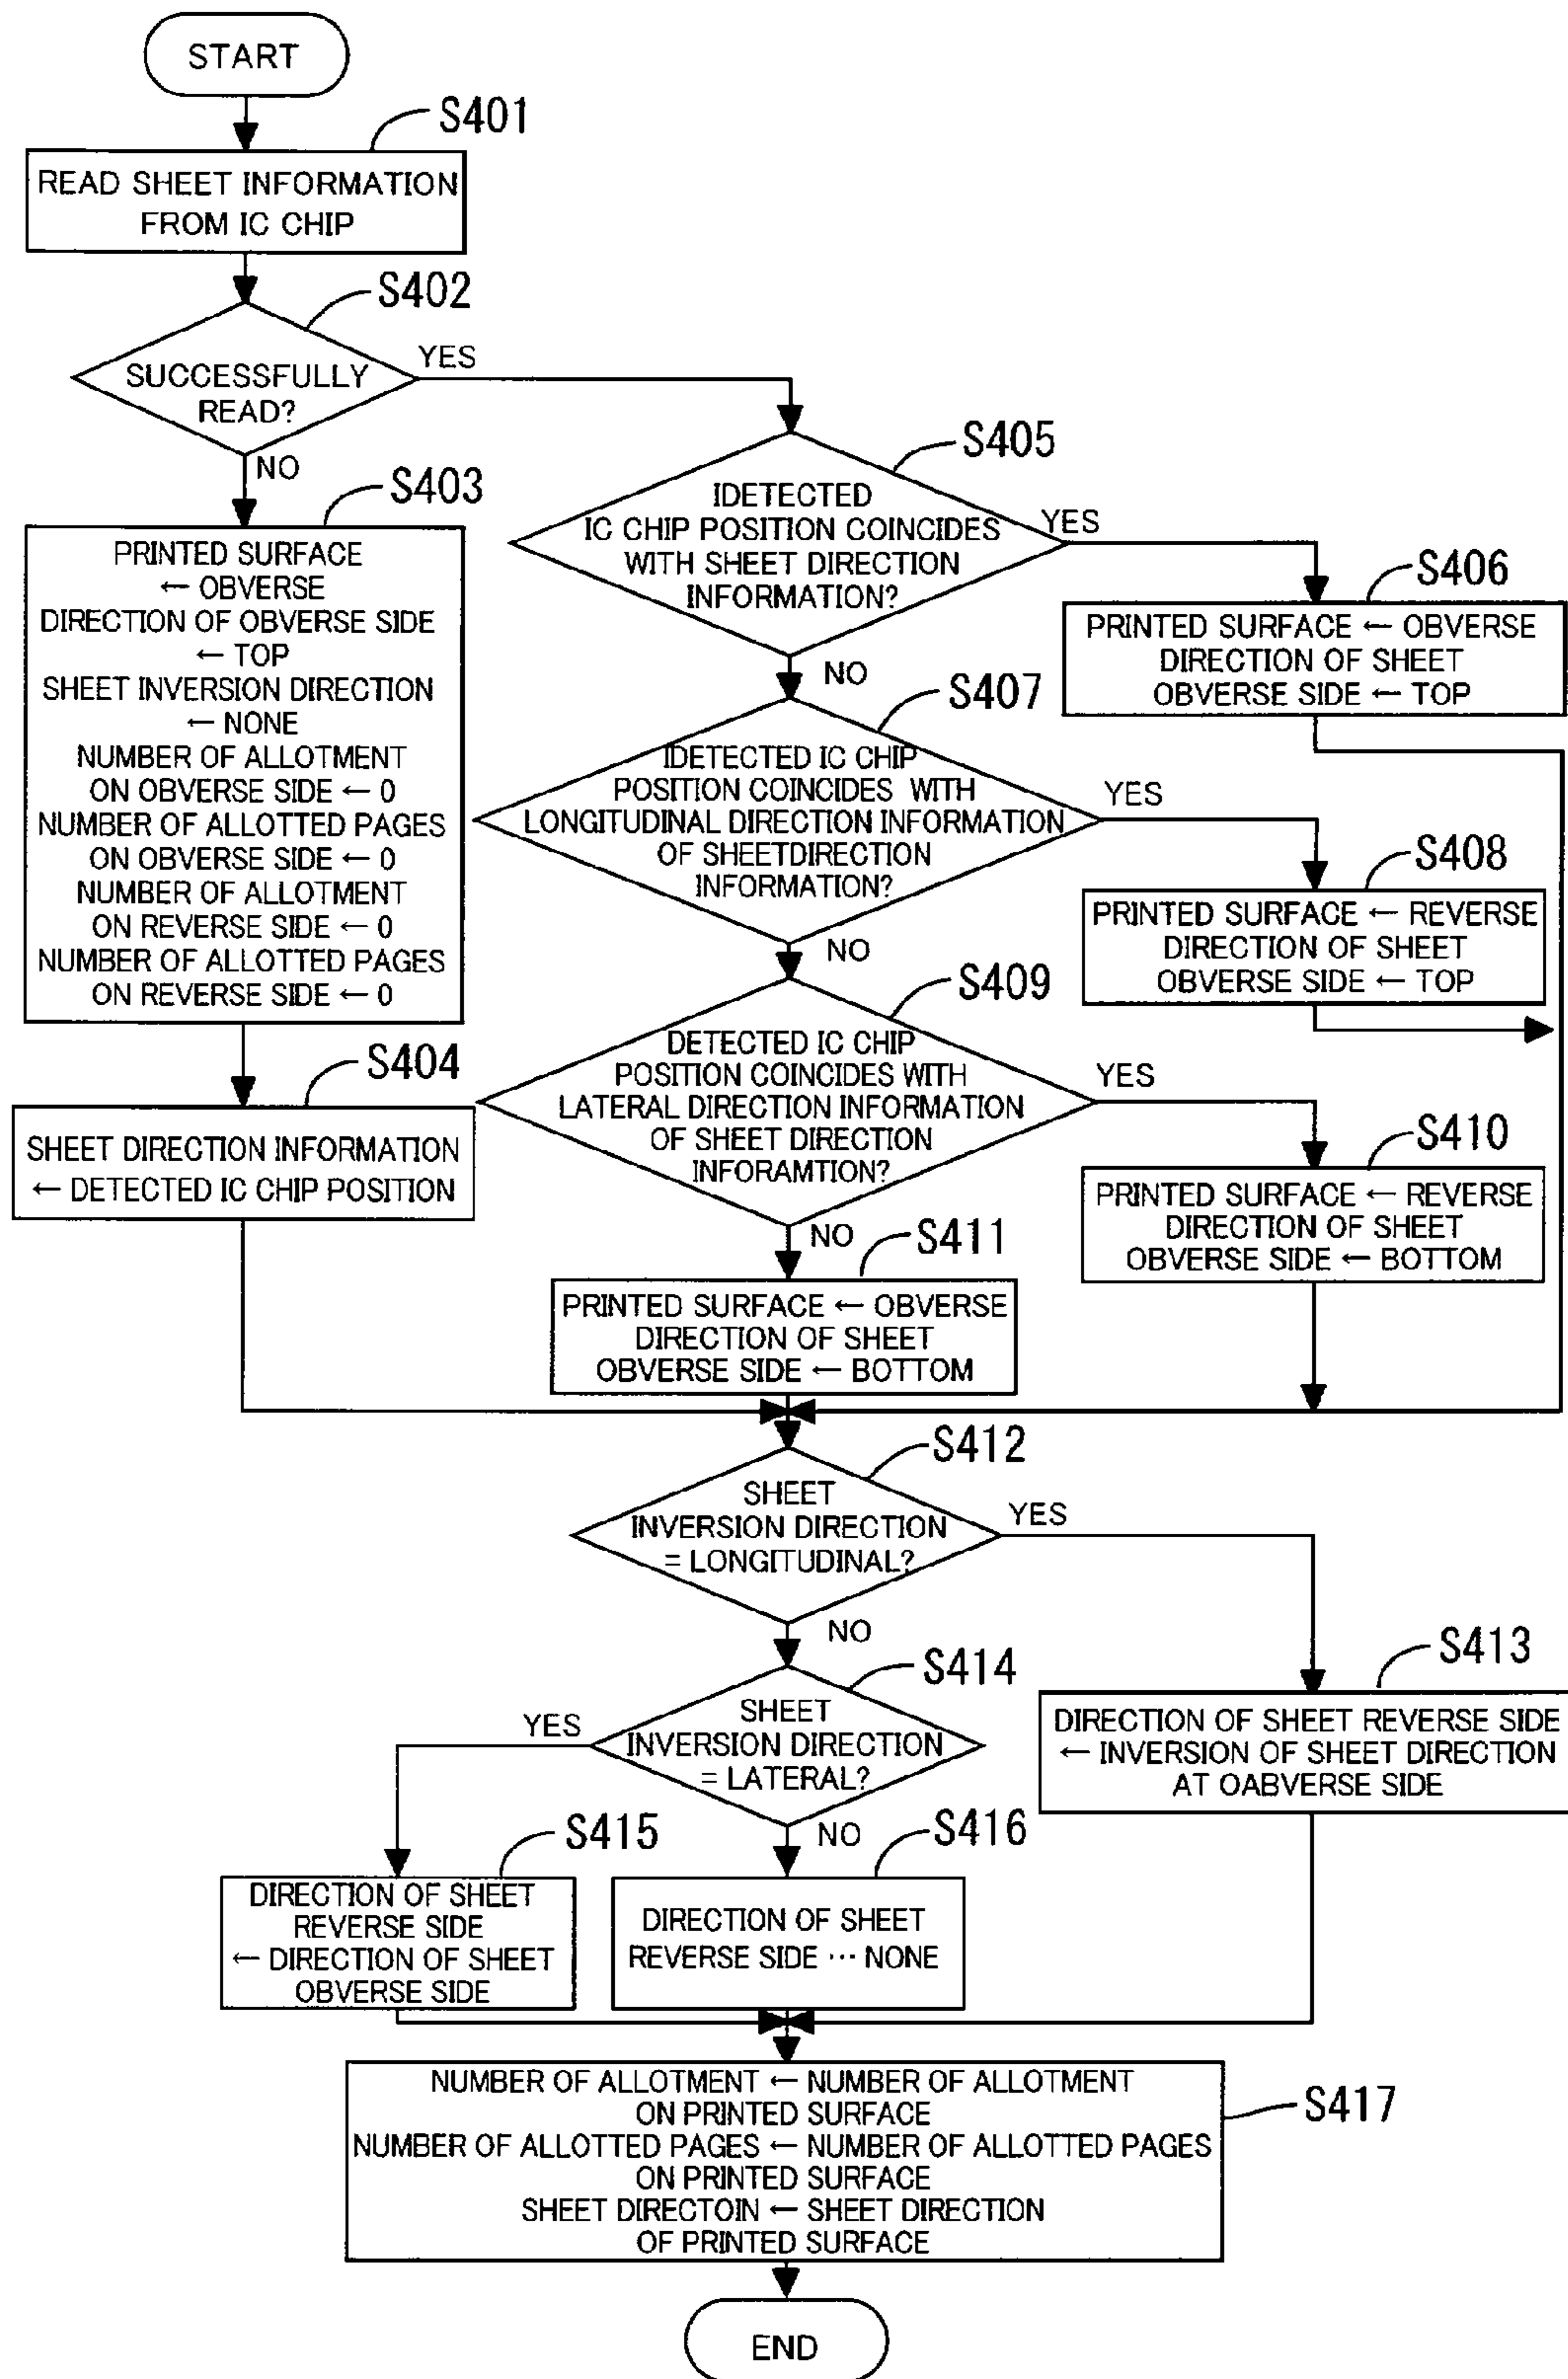 START
S401
READ SHEET INFORMATION
FROM IC CHIP
S402
SUCCESSFULLY
READ?
YES
NO
S403
PRINTED SURFACE
← OBVERSE
DIRECTION OF OBVERSE SIDE
← TOP
SHEET INVERSION DIRECTION
← NONE
NUMBER OF ALLOTMENT
ON OBVERSE SIDE ← 0
NUMBER OF ALLOTTED PAGES
ON OBVERSE SIDE ← 0
NUMBER OF ALLOTMENT
ON REVERSE SIDE ← 0
NUMBER OF ALLOTTED PAGES
ON REVERSE SIDE ← 0
S404
SHEET DIRECTION INFORMATION
← DETECTED IC CHIP POSITION
S405
IDETECTED
IC CHIP POSITION COINCIDES
WITH SHEET DIRECTION
INFORMATION?
YES
NO
S406
PRINTED SURFACE ← OBVERSE
DIRECTION OF SHEET
OBVERSE SIDE ← TOP
S407
IDETECTED IC CHIP
POSITION COINCIDES WITH
LONGITUDINAL DIRECTION INFORMATION
OF SHEETDIRECTION
INFORMATION?
YES
NO
S408
PRINTED SURFACE ← REVERSE
DIRECTION OF SHEET
OBVERSE SIDE ← TOP
S409
DETECTED IC CHIP
POSITION COINCIDES WITH
LATERAL DIRECTION INFORMATION
OF SHEET DIRECTION
INFORAMTION?
YES
NO
S410
PRINTED SURFACE ← REVERSE
DIRECTION OF SHEET
OBVERSE SIDE ← BOTTOM
S411
PRINTED SURFACE ← OBVERSE
DIRECTION OF SHEET
OBVERSE SIDE ← BOTTOM
S412
SHEET
INVERSION DIRECTION
= LONGITUDINAL?
YES
NO
S413
DIRECTION OF SHEET REVERSE SIDE
← INVERSION OF SHEET DIRECTION
AT OABVERSE SIDE
S414
SHEET
INVERSION DIRECTION
= LATERAL?
YES
NO
S415
DIRECTION OF SHEET
REVERSE SIDE
← DIRECTION OF SHEET
OBVERSE SIDE
S416
DIRECTION OF SHEET
REVERSE SIDE ⋯ NONE
S417
NUMBER OF ALLOTMENT ← NUMBER OF ALLOTMENT
ON PRINTED SURFACE
NUMBER OF ALLOTTED PAGES ← NUMBER OF ALLOTTED PAGES
ON PRINTED SURFACE
SHEET DIRECTOIN ← SHEET DIRECTION
OF PRINTED SURFACE
END